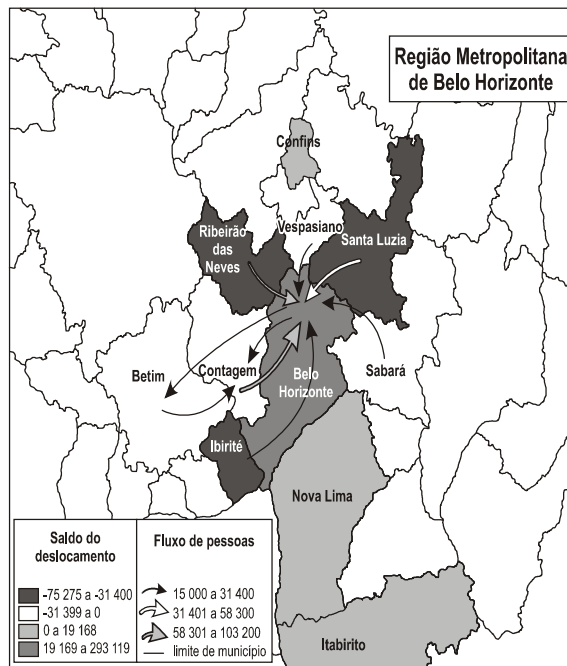 Região Metropolitana
de Belo Horizonte
Confins
Vespasiano
Ribeirão
das
Neves
Santa Luzia
Betim
Contagem
Belo
Horizonte
Sabará
Ibirité
Nova Lima
Itabirito
Saldo do
deslocamento
-75 275 a -31 400
-31 399 a 0
0 a 19 168
19 169 a 293 119
Fluxo de pessoas
15 000 a 31 400
31 401 a 58 300
58 301 a 103 200
limite de município